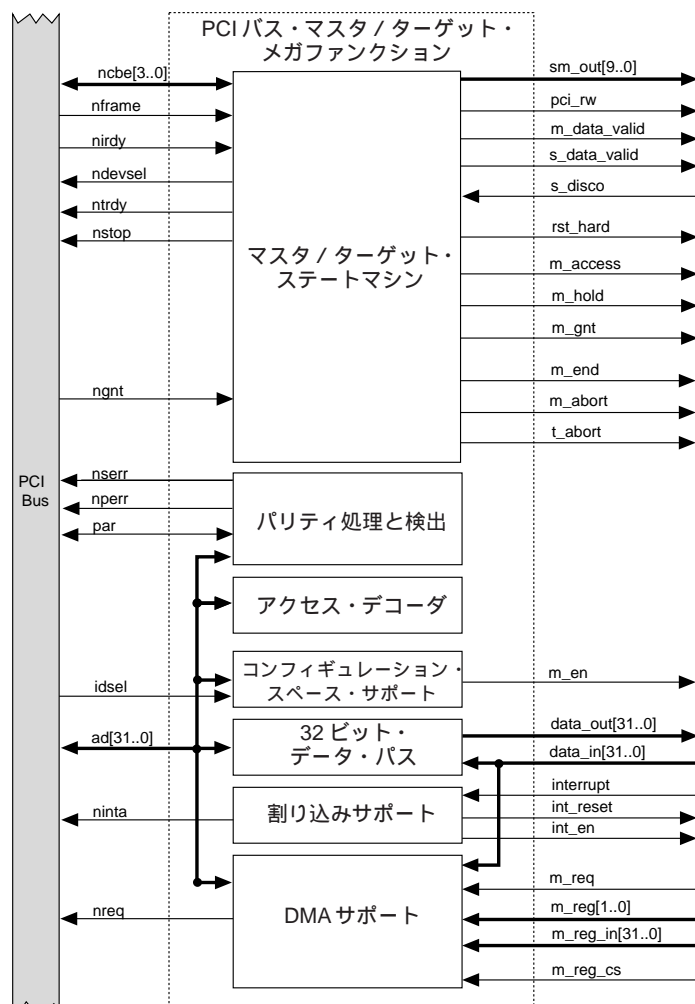 PCI バス・マスタ / ターゲット・
メガファンクション
ncbe[3..0]
nframe
nirdy
ndevsel
ntrdy
nstop
ngnt
マスタ / ターゲット・
ステートマシン
sm_out[9..0]
pci_rw
m_data_valid
s_data_valid
s_disco
rst_hard
m_access
m_hold
m_gnt
m_end
m_abort
t_abort
PCI
Bus
nserr
nperr
par
パリティ処理と検出
アクセス・デコーダ
idsel
コンフィギュレーション・
スペース・サポート
m_en
ad[31..0]
32 ビット・
データ・パス
data_out[31..0]
data_in[31..0]
ninta
割り込みサポート
interrupt
int_reset
int_en
nreq
DMA サポート
m_req
m_reg[1..0]
m_reg_in[31..0]
m_reg_cs